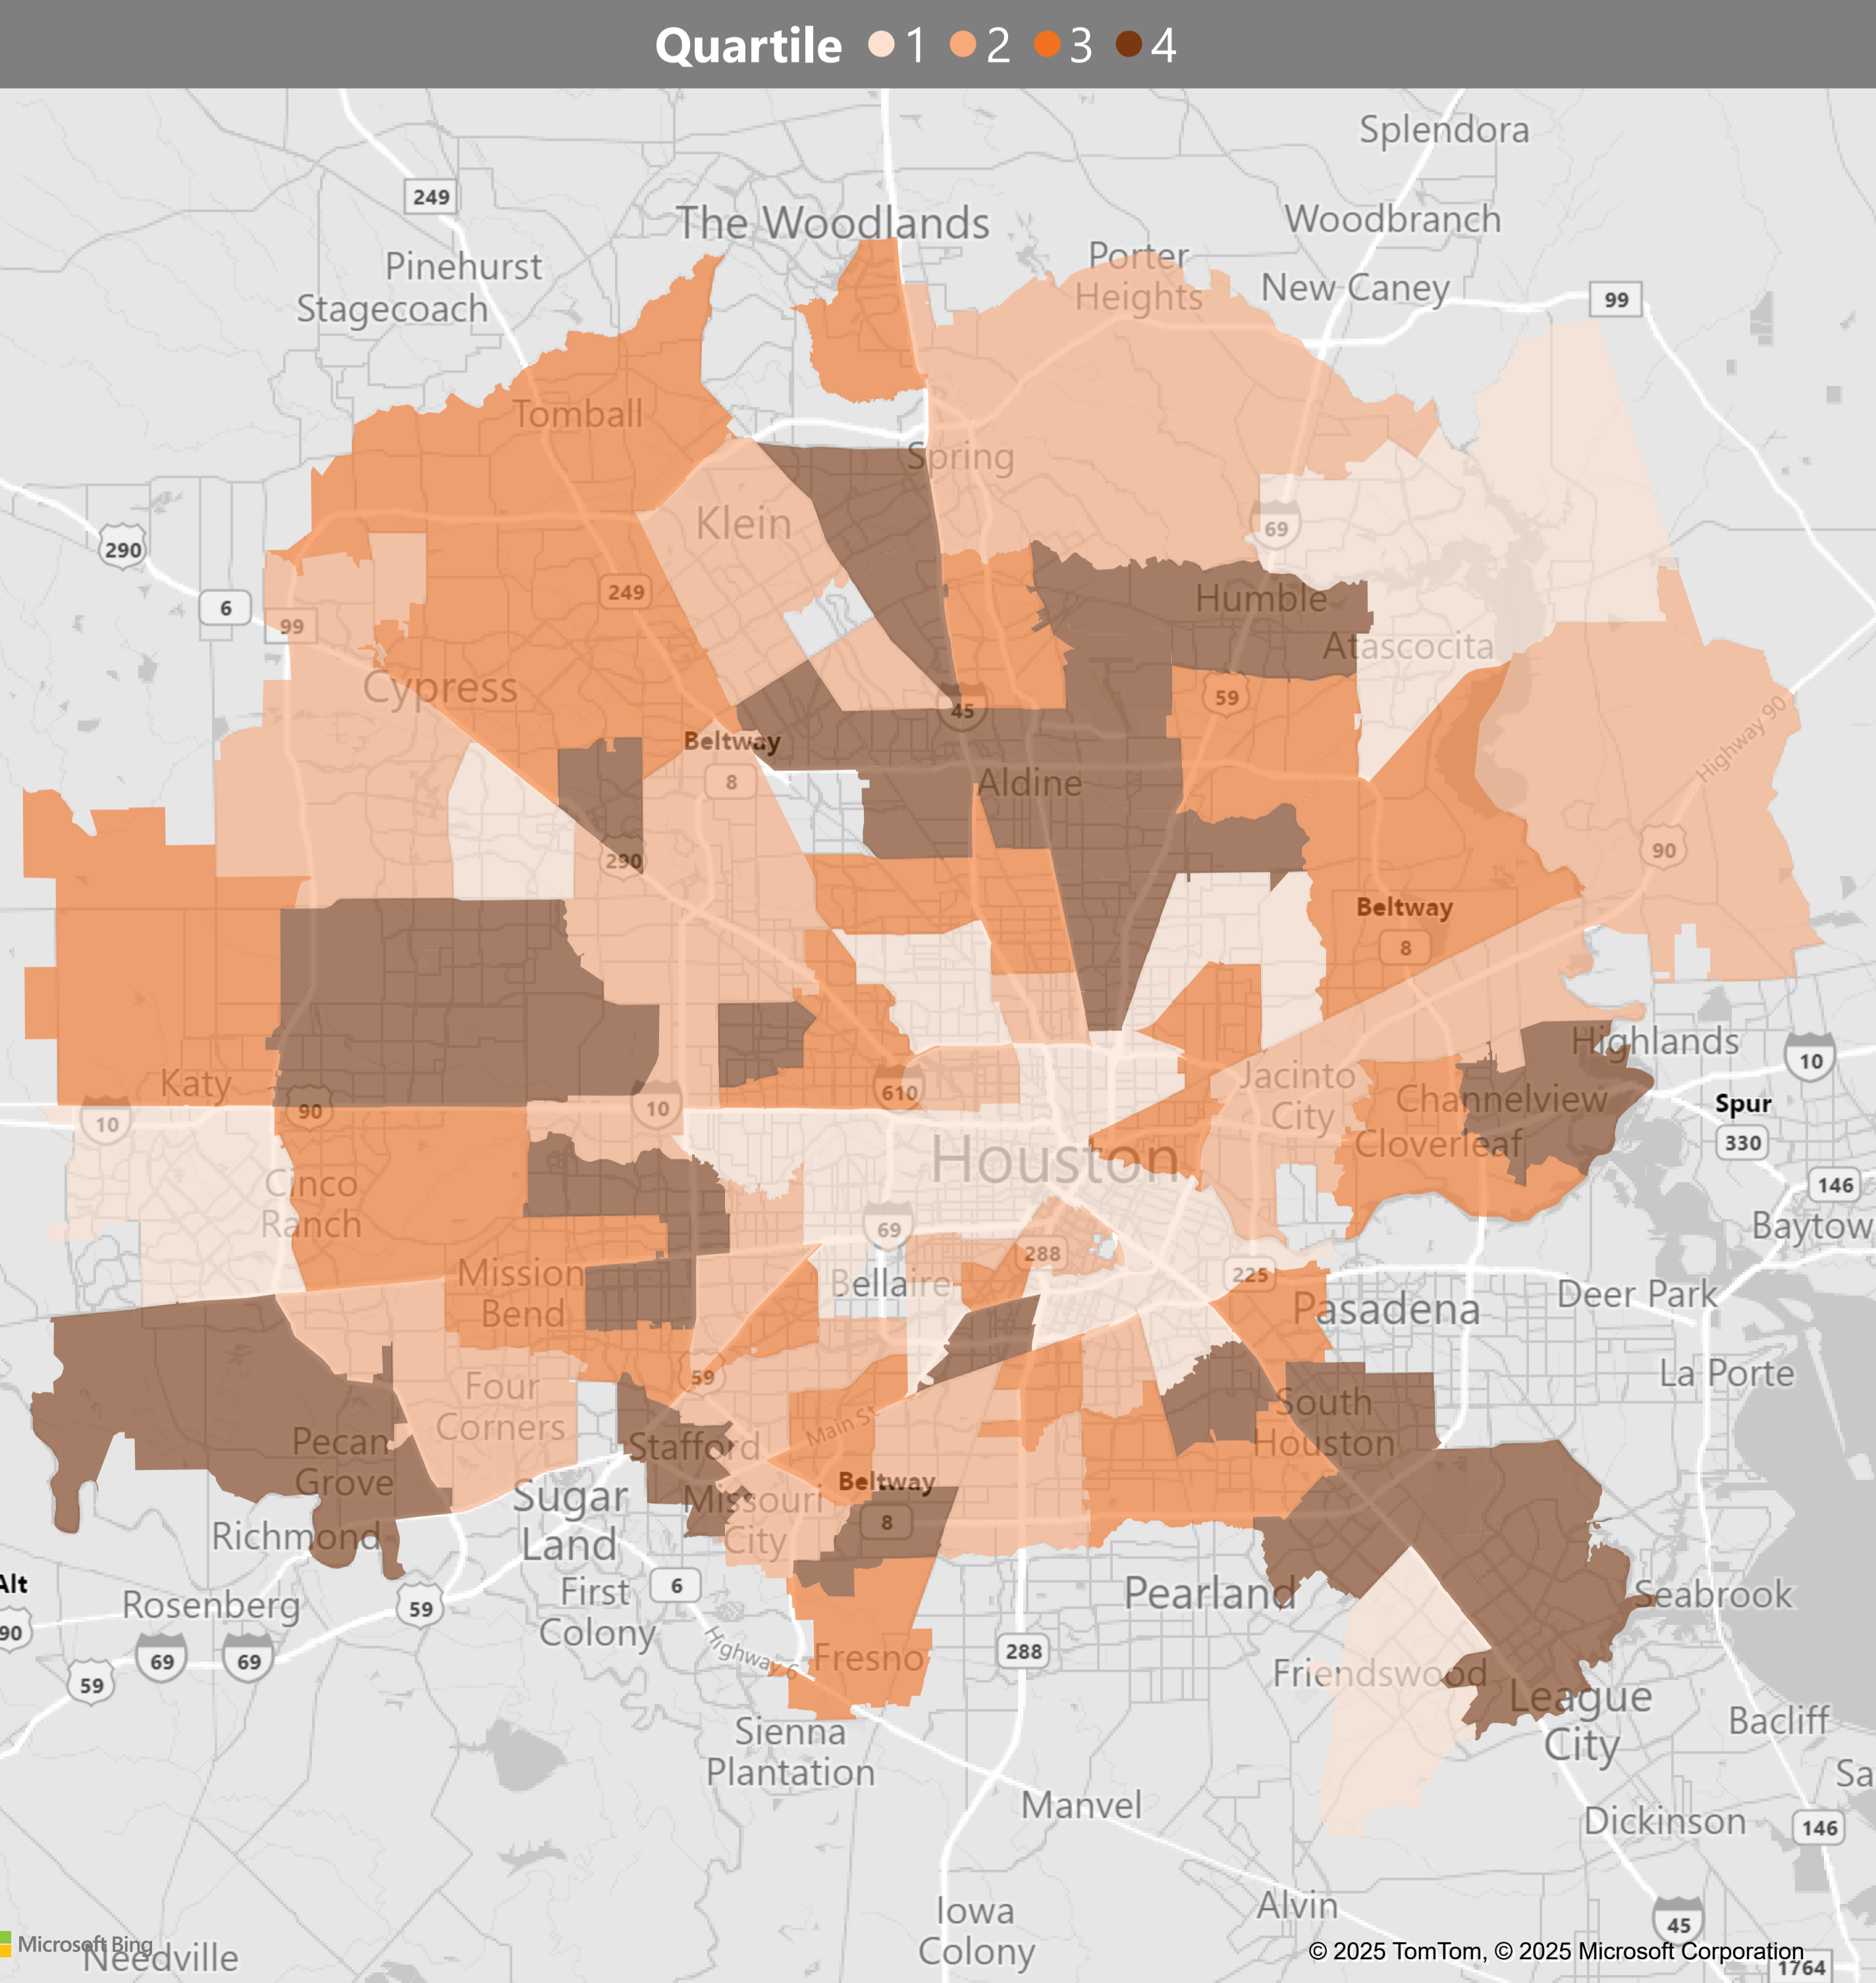 Quartile 1 2 3 4
Splendora
249
The Woodlands
Woodbranch
Pinehurst
Porter
Heights
New Caney
Stagecoach
99
Tomball
Spring
Klein
290
69
249
Humble
6
99
Atascocita
Cypress
59
45
Highway 90
Beltway
8
Aldine
290
90
Beltway
8
Highlands
Katy
10
Jacinto
City
610
Channelview
90
10
Spur
10
330
Houston
Cloverleaf
146
Cinco
Ranch
69
Baytow
288
Mission
Bend
Bellaire
225
Deer Park
Pasadena
59
La Porte
Four
Corners
South
Houston
Main St
Pecan
Grove
Stafford
Beltway
8
Sugar
Land
Missouri
City
Richmond
Alt
90
Rosenberg
59
First
Colony
6
Pearland
Seabrook
69
69
Highway 6
288
Fresno
Friendswood
59
League
City
Sienna
Plantation
Bacliff
Sa
Manvel
Dickinson
146
Alvin
Iowa
Colony
45
Microsoft Bing
Needville
© 2025 TomTom, © 2025 Microsoft Corporation
1764